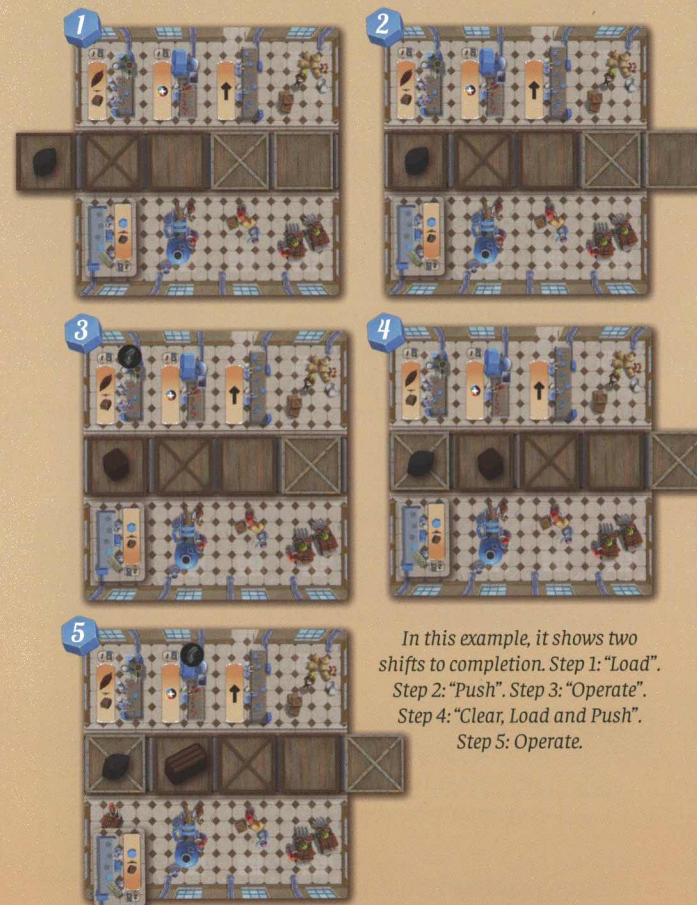 1
2
3
4
5
In this example, it shows two
shifts to completion. Step 1: “Load”.
Step 2: “Push”. Step 3: “Operate”.
Step 4: “Clear, Load and Push”.
Step 5: Operate.